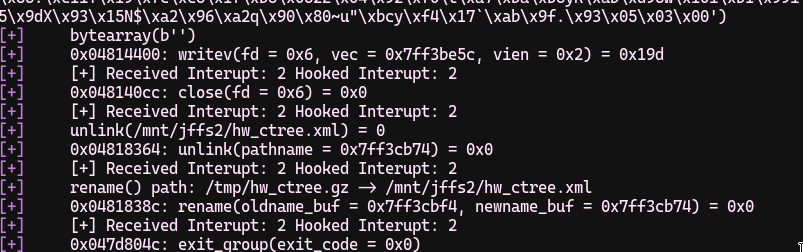 5\x9dX\x93\x15N$\xa2\x96\xa2q\x90\x80~u"\xbcy\xf4\x17`\xab\x9f.\x93\x05\x03\x00')
[+]     bytearray(b'')
[+]     0x04814400: writev(fd = 0x6, vec = 0x7ff3be5c, vien = 0x2) = 0x19d
[+]     [+] Received Interupt: 2 Hooked Interupt: 2
[+]     0x048140cc: close(fd = 0x6) = 0x0
[+]     [+] Received Interupt: 2 Hooked Interupt: 2
[+]     unlink(/mnt/jffs2/hw_ctree.xml) = 0
[+]     0x04818364: unlink(pathname = 0x7ff3cb74) = 0x0
[+]     [+] Received Interupt: 2 Hooked Interupt: 2
[+]     rename() path: /tmp/hw_ctree.gz -> /mnt/jffs2/hw_ctree.xml
[+]     0x0481838c: rename(oldname_buf = 0x7ff3cbf4, newname_buf = 0x7ff3cb74) = 0x0
[+]     [+] Received Interupt: 2 Hooked Interupt: 2
[+]     0x047d804c: exit_group(exit_code = 0x0)